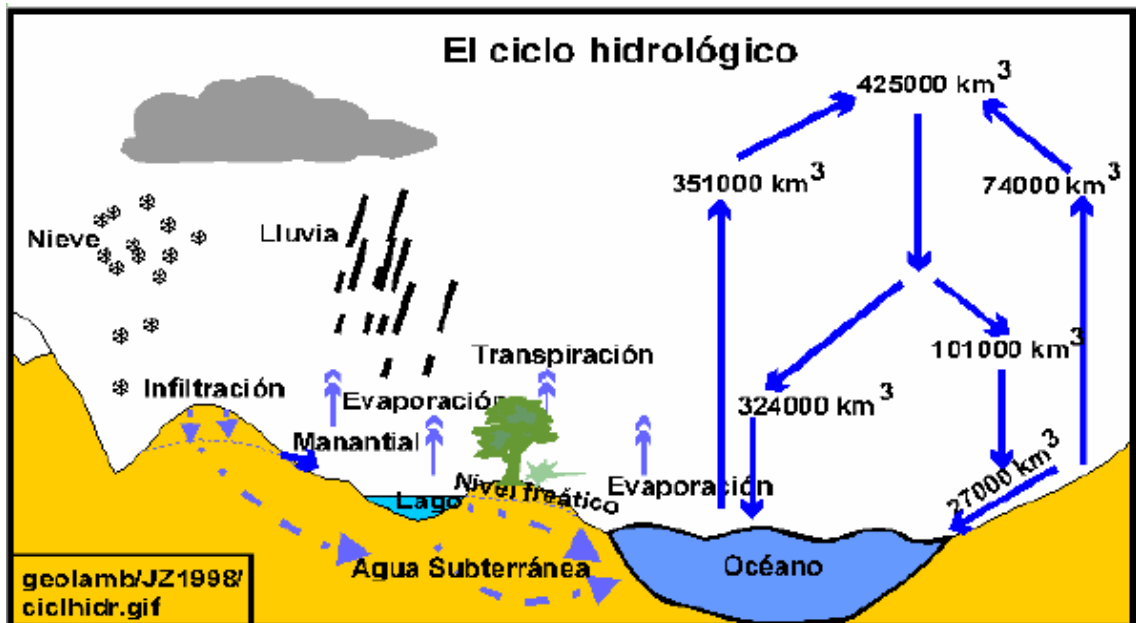 El ciclo hidrológico
425000 km³
351000 km³
74000 km³
Nieve
Lluvia
Transpiración
101000 km³
Infiltración
Evaporación
324000 km³
Manantial
Nivel freático
Evaporación
27000 km³
Lago
Agua Subterránea
Océano
geolamb/JZ1998/
ciclhidr.gif